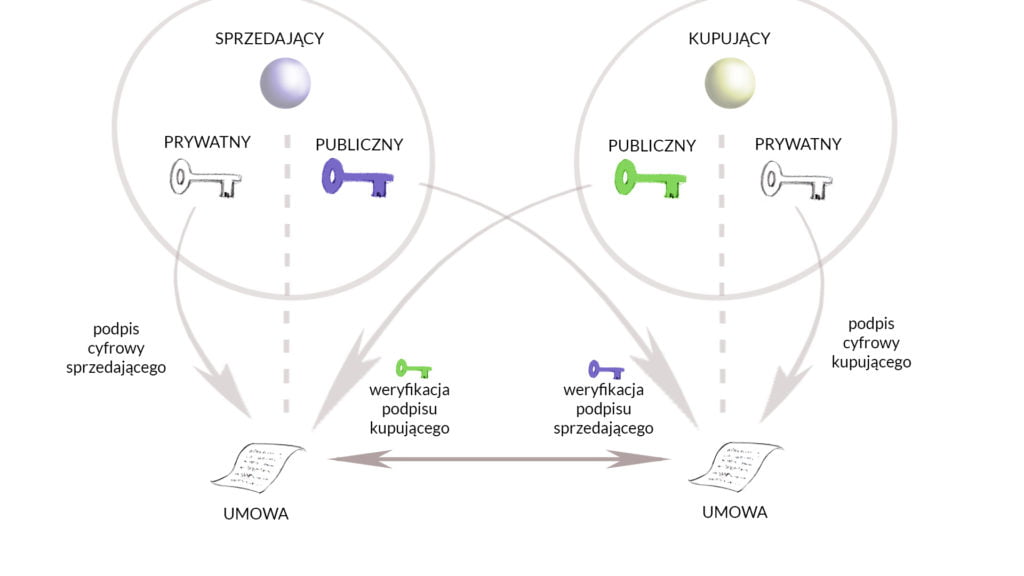 SPRZEDAJĄCY
KUPUJĄCY
PRYWATNY
PUBLICZNY
PUBLICZNY
PRYWATNY
podpis
cyfrowy
sprzedającego
podpis
cyfrowy
kupującego
weryfikacja
podpisu
kupującego
weryfikacja
podpisu
sprzedającego
UMOWA
UMOWA